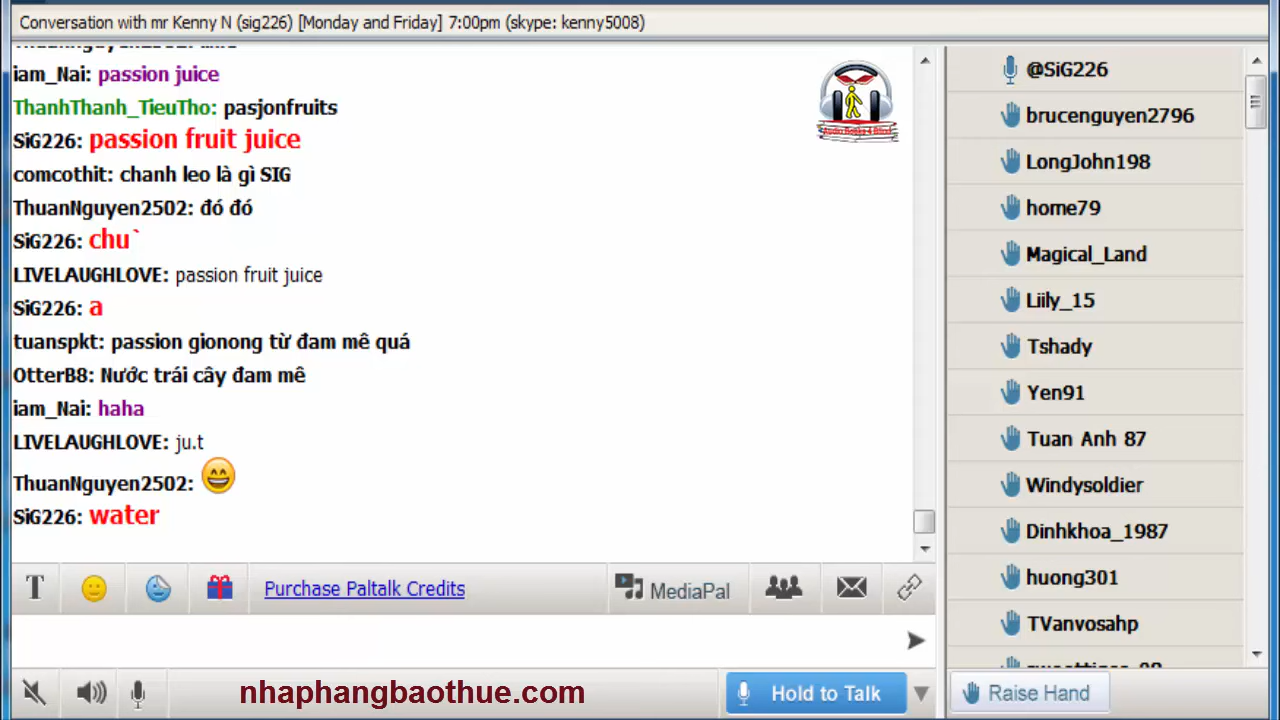 Conversation with mr Kenny N (sig226) [Monday and Friday] 7:00pm (skype: kenny5008)
iam_Nai: passion juice
ThanhThanh_TieuTho: pasjonfruits
SiG226: passion fruit juice
comcothit: chanh leo là gì SIG
ThuanNguyen2502: đó đó
SiG226: chu`
LIVELAUGHLOVE: passion fruit juice
SiG226: a
tuanspkt: passion gionong từ đam mê quá
OtterB8: Nước trái cây đam mê
iam_Nai: haha
LIVELAUGHLOVE: ju.t
ThuanNguyen2502: 😄
SiG226: water
Audio Books 4 Blind
T
Purchase Paltalk Credits
MediaPal
nhaphangbaothue.com
Hold to Talk
@SiG226
brucenguyen2796
LongJohn198
home79
Magical_Land
Liily_15
Tshady
Yen91
Tuan Anh 87
Windysoldier
Dinhkhoa_1987
huong301
TVanvosahp
Raise Hand